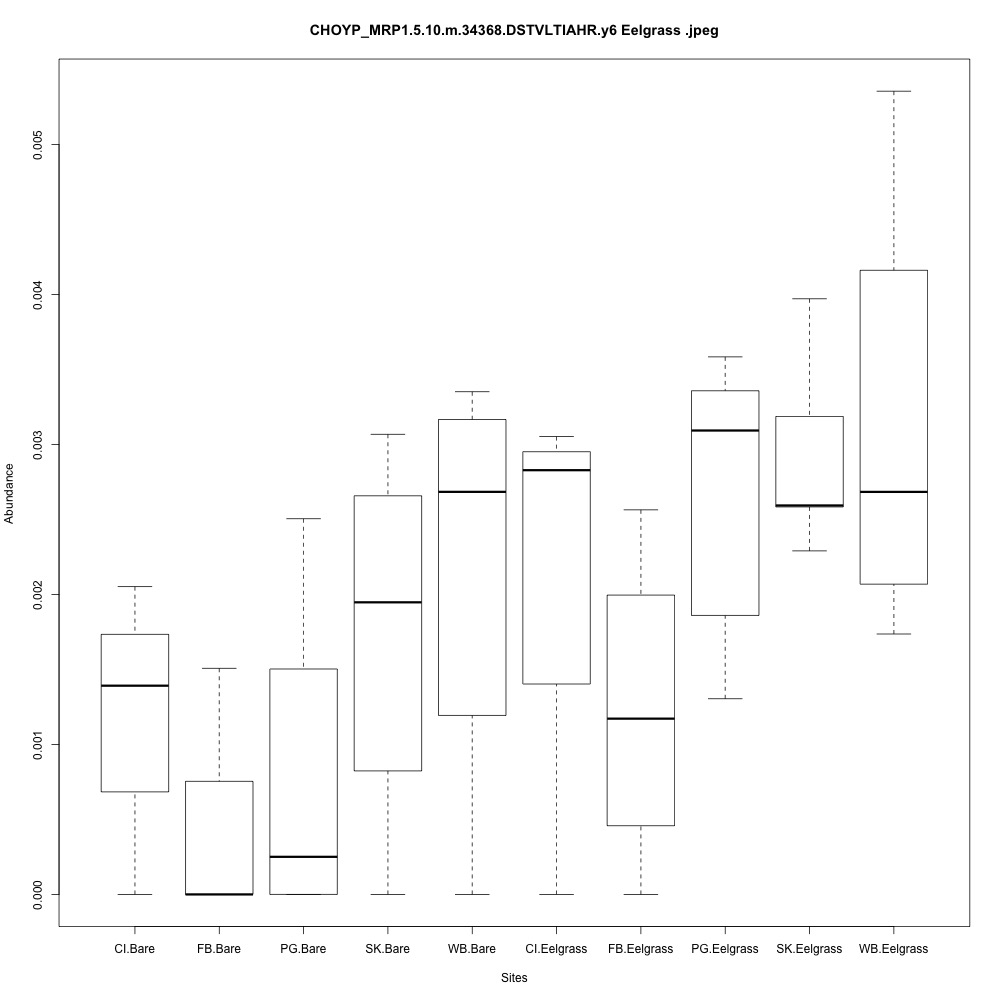 CHOYP_MRP1.5.10.m.34368.DSTVLTIAHR.y6 Eelgrass .jpeg
Abundance
0.005
0.004
0.003
0.002
0.001
0.000
CI.Bare FB.Bare PG.Bare SK.Bare WB.Bare CI.Eelgrass FB.Eelgrass PG.Eelgrass SK.Eelgrass WB.Eelgrass
Sites